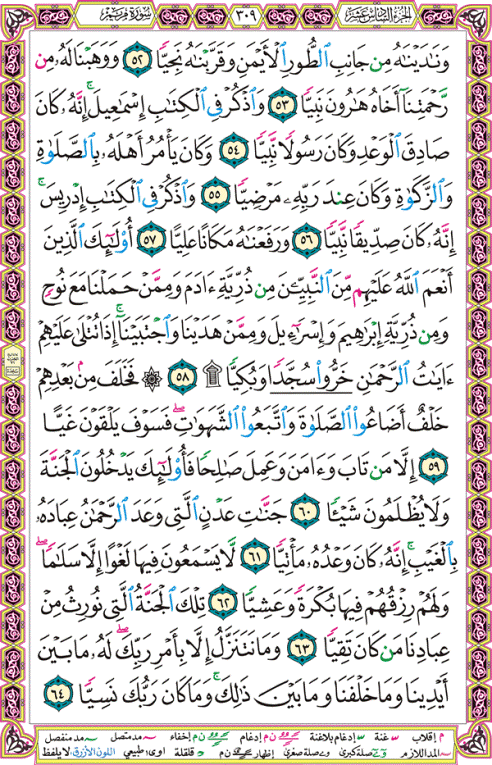 الجزء السادس عشر ٣٠٩ سورة مريم
وَنَٰدَيْنَٰهُ مِن جَانِبِ ٱلطُّورِ ٱلْأَيْمَنِ وَقَرَّبْنَٰهُ نَجِيًّا ٥٢ وَوَهَبْنَا لَهُۥ مِن
رَّحْمَتِنَآ أَخَاهُ هَٰرُونَ نَبِيًّا ٥٣ وَٱذْكُرْ فِى ٱلْكِتَٰبِ إِسْمَٰعِيلَ ۚ إِنَّهُۥ كَانَ
صَادِقَ ٱلْوَعْدِ وَكَانَ رَسُولًا نَّبِيًّا ٥٤ وَكَانَ يَأْمُرُ أَهْلَهُۥ بِٱلصَّلَوٰةِ
وَٱلزَّكَوٰةِ وَكَانَ عِندَ رَبِّهِۦ مَرْضِيًّا ٥٥ وَٱذْكُرْ فِى ٱلْكِتَٰبِ إِدْرِيسَ ۚ
إِنَّهُۥ كَانَ صِدِّيقًا نَّبِيًّا ٥٦ وَرَفَعْنَٰهُ مَكَانًا عَلِيًّا ٥٧ أُو۟لَٰٓئِكَ ٱلَّذِينَ
أَنْعَمَ ٱللَّهُ عَلَيْهِم مِّنَ ٱلنَّبِيِّۦنَ مِن ذُرِّيَّةِ ءَادَمَ وَمِمَّنْ حَمَلْنَا مَعَ نُوحٍ
وَمِن ذُرِّيَّةِ إِبْرَٰهِيمَ وَإِسْرَٰٓءِيلَ وَمِمَّنْ هَدَيْنَا وَٱجْتَبَيْنَآ ۚ إِذَا تُتْلَىٰ عَلَيْهِمْ
ءَايَٰتُ ٱلرَّحْمَٰنِ خَرُّوا۟ سُجَّدًا وَبُكِيًّا ۩ ٥٨ ۞ فَخَلَفَ مِنۢ بَعْدِهِمْ
خَلْفٌ أَضَاعُوا۟ ٱلصَّلَوٰةَ وَٱتَّبَعُوا۟ ٱلشَّهَوَٰتِ ۖ فَسَوْفَ يَلْقَوْنَ غَيًّا
٥٩ إِلَّا مَن تَابَ وَءَامَنَ وَعَمِلَ صَٰلِحًا فَأُو۟لَٰٓئِكَ يَدْخُلُونَ ٱلْجَنَّةَ
وَلَا يُظْلَمُونَ شَيْـًٔا ٦٠ جَنَّٰتِ عَدْنٍ ٱلَّتِى وَعَدَ ٱلرَّحْمَٰنُ عِبَادَهُۥ
بِٱلْغَيْبِ ۚ إِنَّهُۥ كَانَ وَعْدُهُۥ مَأْتِيًّا ٦١ لَّا يَسْمَعُونَ فِيهَا لَغْوًا إِلَّا سَلَٰمًا ۖ
وَلَهُمْ رِزْقُهُمْ فِيهَا بُكْرَةً وَعَشِيًّا ٦٢ تِلْكَ ٱلْجَنَّةُ ٱلَّتِى نُورِثُ مِنْ
عِبَادِنَا مَن كَانَ تَقِيًّا ٦٣ وَمَا نَتَنَزَّلُ إِلَّا بِأَمْرِ رَبِّكَ ۖ لَهُۥ مَا بَيْنَ
أَيْدِينَا وَمَا خَلْفَنَا وَمَا بَيْنَ ذَٰلِكَ ۚ وَمَا كَانَ رَبُّكَ نَسِيًّا ٦٤
م إقلاب س غنة س إدغام بلاغنة ن م إدغام ن م إخفاء مد متصل مد منفصل
المد اللازم صلة كبرى صلة صغرى إظهار ن م قلقلة اوى طبيعي اللون الأزرق لا يلفظ